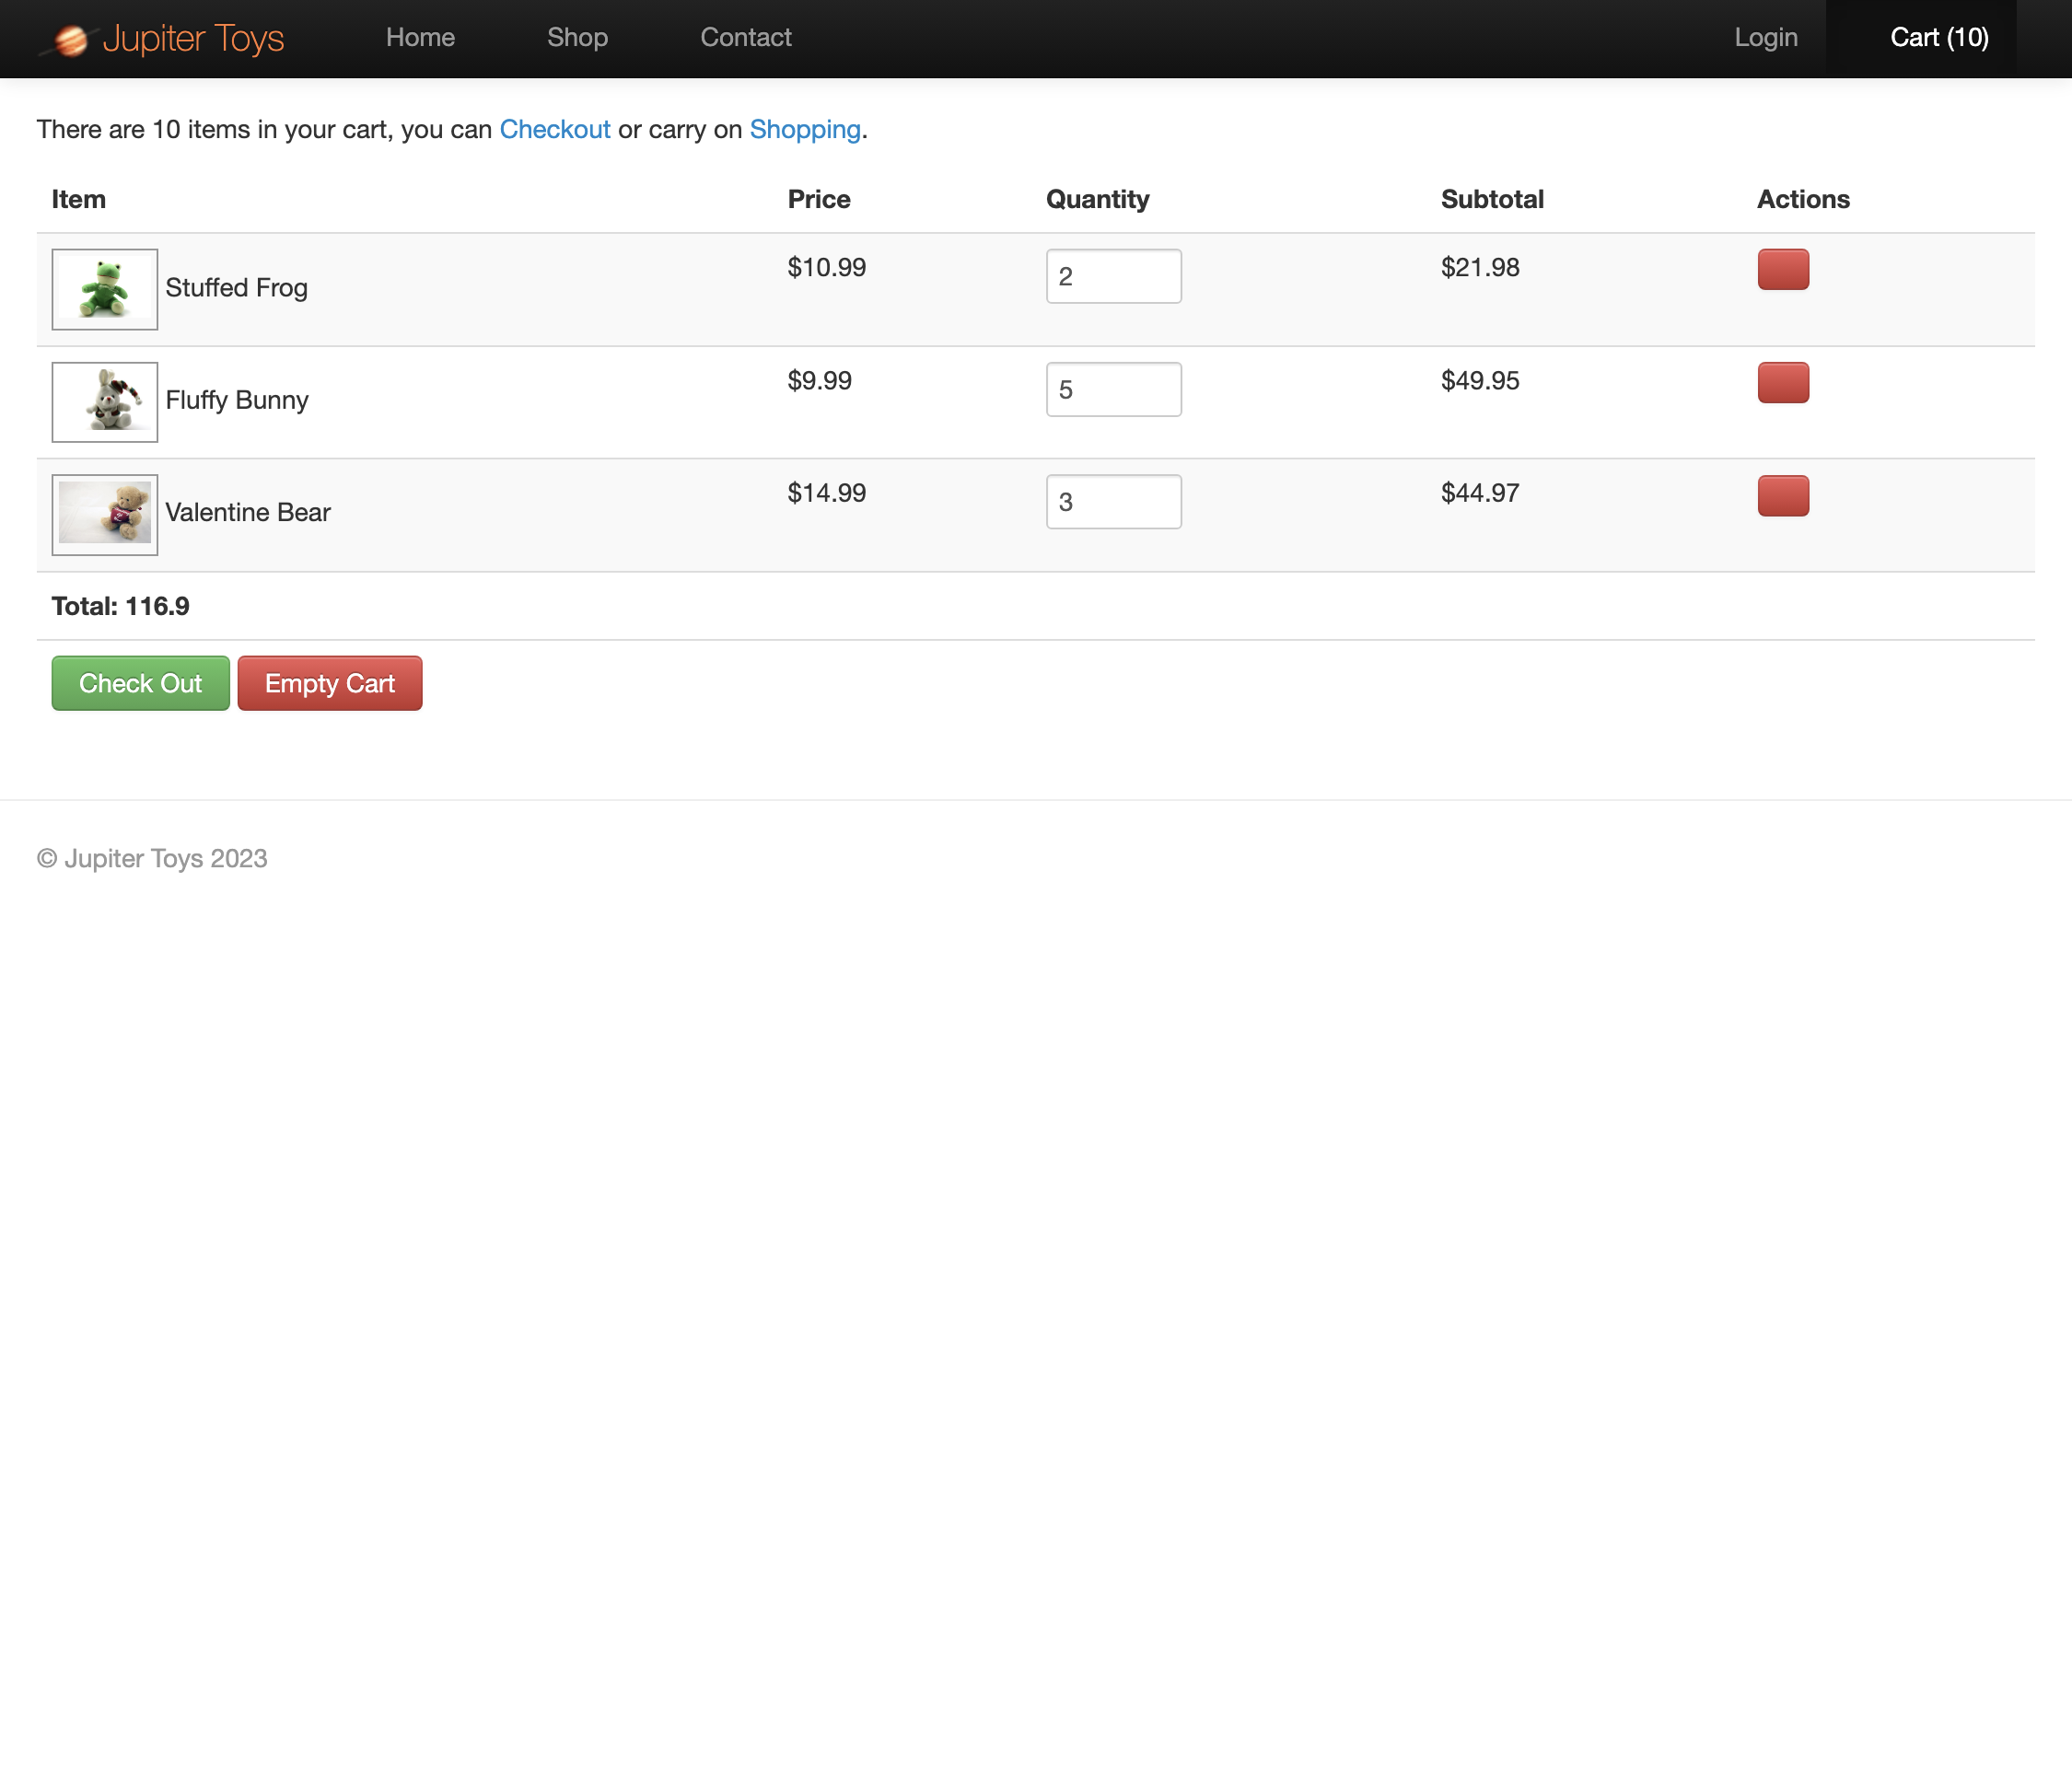 Jupiter Toys Home Shop Contact Login Cart (10)
There are 10 items in your cart, you can Checkout or carry on Shopping.
Item Price Quantity Subtotal Actions
Stuffed Frog $10.99 2 $21.98
Fluffy Bunny $9.99 5 $49.95
Valentine Bear $14.99 3 $44.97
Total: 116.9
Check Out Empty Cart
© Jupiter Toys 2023